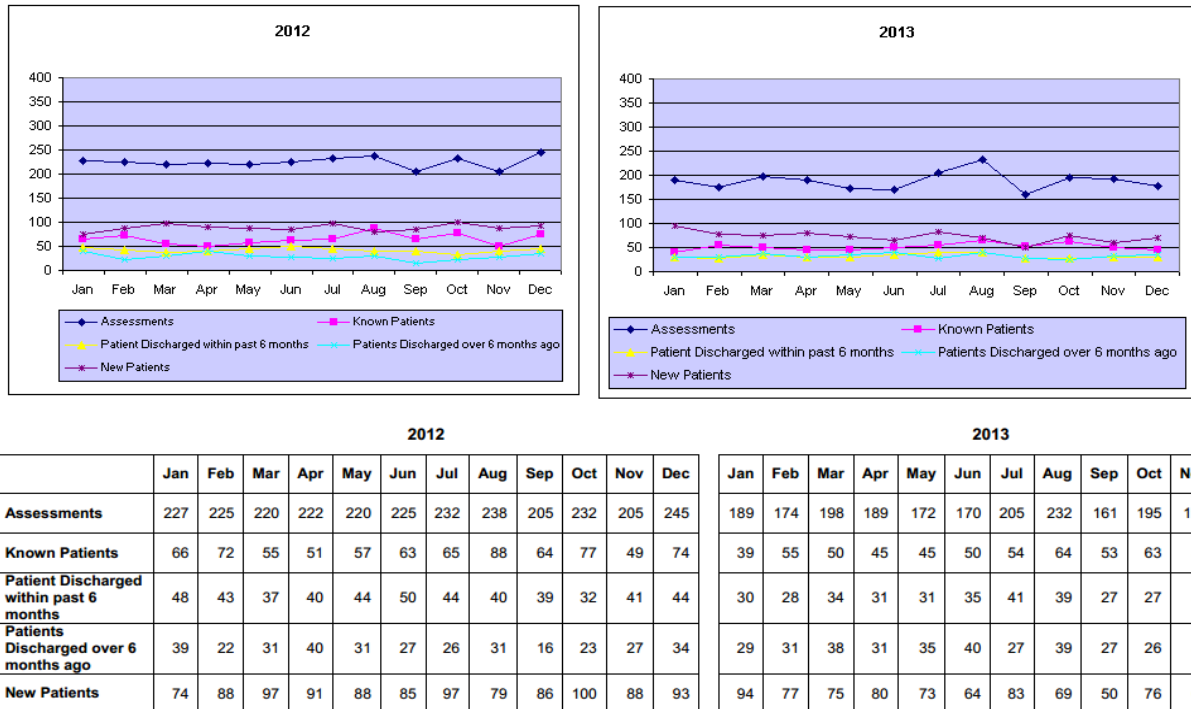 2012
400
350
300
250
200
150
100
50
0
Jan Feb Mar Apr May Jun Jul Aug Sep Oct Nov Dec
Assessments Known Patients
Patient Discharged within past 6 months Patients Discharged over 6 months ago
New Patients
2013
400
350
300
250
200
150
100
50
0
Jan Feb Mar Apr May Jun Jul Aug Sep Oct Nov Dec
Assessments Known Patients
Patient Discharged within past 6 months Patients Discharged over 6 months ago
New Patients
2012 2013
Jan Feb Mar Apr May Jun Jul Aug Sep Oct Nov Dec Jan Feb Mar Apr May Jun Jul Aug Sep Oct N
Assessments 227 225 220 222 220 225 232 238 205 232 205 245 189 174 198 189 172 170 205 232 161 195 1
Known Patients 66 72 55 51 57 63 65 88 64 77 49 74 39 55 50 45 45 50 54 64 53 63
Patient Discharged
within past 6 48 43 37 40 44 50 44 40 39 32 41 44 30 28 34 31 31 35 41 39 27 27
months
Patients
Discharged over 6 39 22 31 40 31 27 26 31 16 23 27 34 29 31 38 31 35 40 27 39 27 26
months ago
New Patients 74 88 97 91 88 85 97 79 86 100 88 93 94 77 75 80 73 64 83 69 50 76